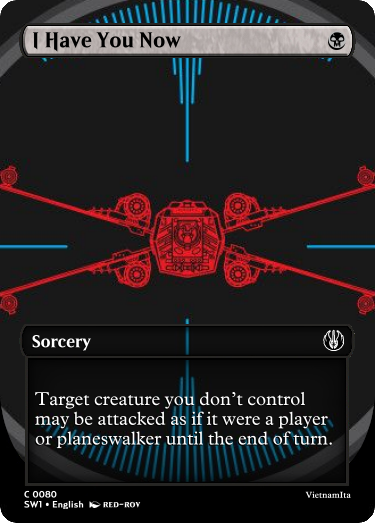 I Have You Now
Sorcery
Target creature you don't control
may be attacked as if it were a player
or planeswalker until the end of turn.
C 0080
SW1 • English RED-ROY
VietnamIta